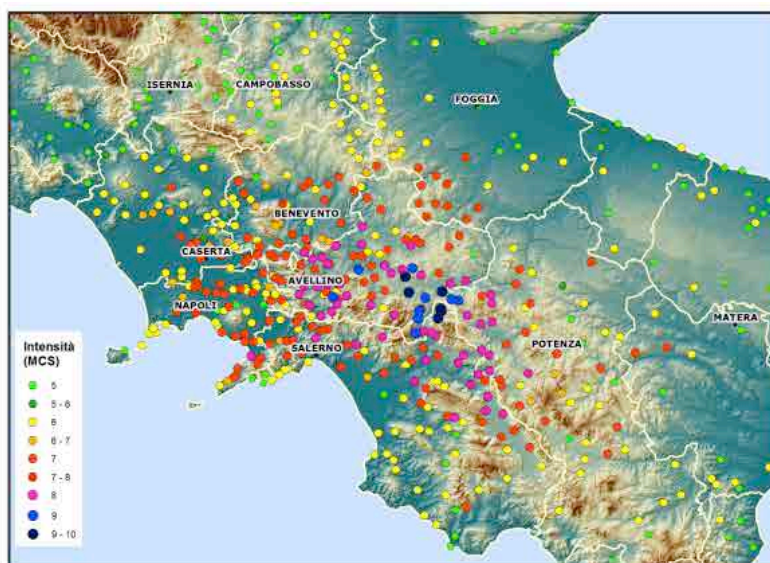 ISERNIA
CAMPOBASSO
FOGGIA
BENEVENTO
CASERTA
AVELLINO
NAPOLI
MATERA
POTENZA
SALERNO
Intensità
(MCS)
5
5 - 6
6
6 - 7
7
7 - 8
8
9
9 - 10